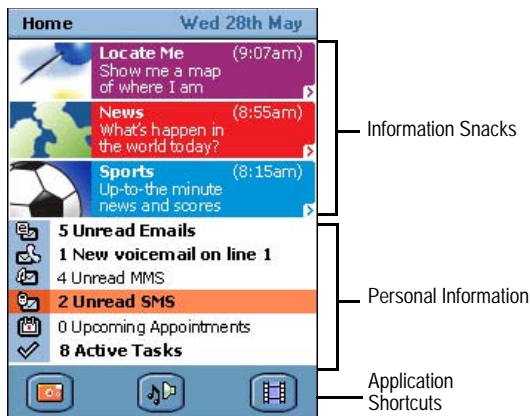 Home Wed 28th May
Locate Me (9:07am)
Show me a map
of where I am
News (8:55am)
What's happen in
the world today?
Sports (8:15am)
Up-to-the minute
news and scores
5 Unread Emails
1 New voicemail on line 1
4 Unread MMS
2 Unread SMS
0 Upcoming Appointments
8 Active Tasks
Information Snacks
Personal Information
Application
Shortcuts